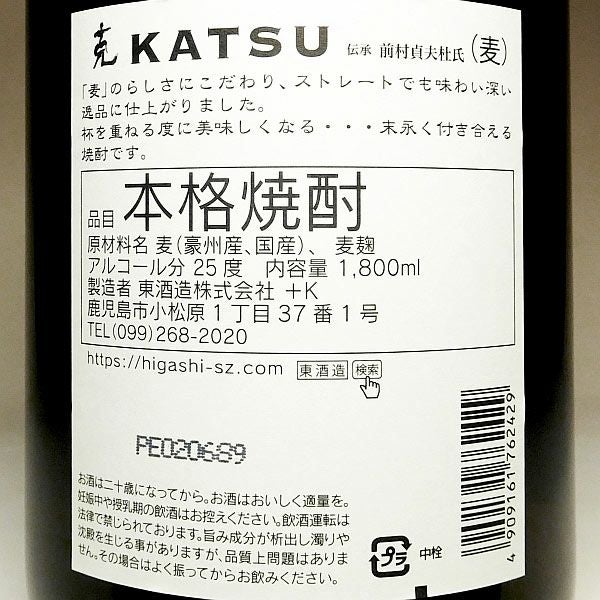 克 KATSU 伝承 前村貞夫杜氏 (麦)
「麦」のらしさにこだわり、ストレートでも味わい深い
逸品に仕上がりました。
杯を重ねる度に美味しくなる・・・末永く付き合える
焼酎です。
品目 本格焼酎
原材料名 麦(豪州産、国産)、 麦麹
アルコール分 25度 内容量 1,800ml
製造者 東酒造株式会社 +K
鹿児島市小松原1丁目37番1号
TEL(099)268-2020
https://higashi-sz.com 東酒造 検索
PE020689
お酒は二十歳になってから。お酒はおいしく適量を。
妊娠中や授乳期の飲酒はお控えください。飲酒運転は
法律で禁じられております。旨み成分が析出し濁りや
沈殿を生じる事がありますが、品質上問題はありま
せん。その場合はよく振ってからお飲みください。
プラ 中栓
4 909161 762429